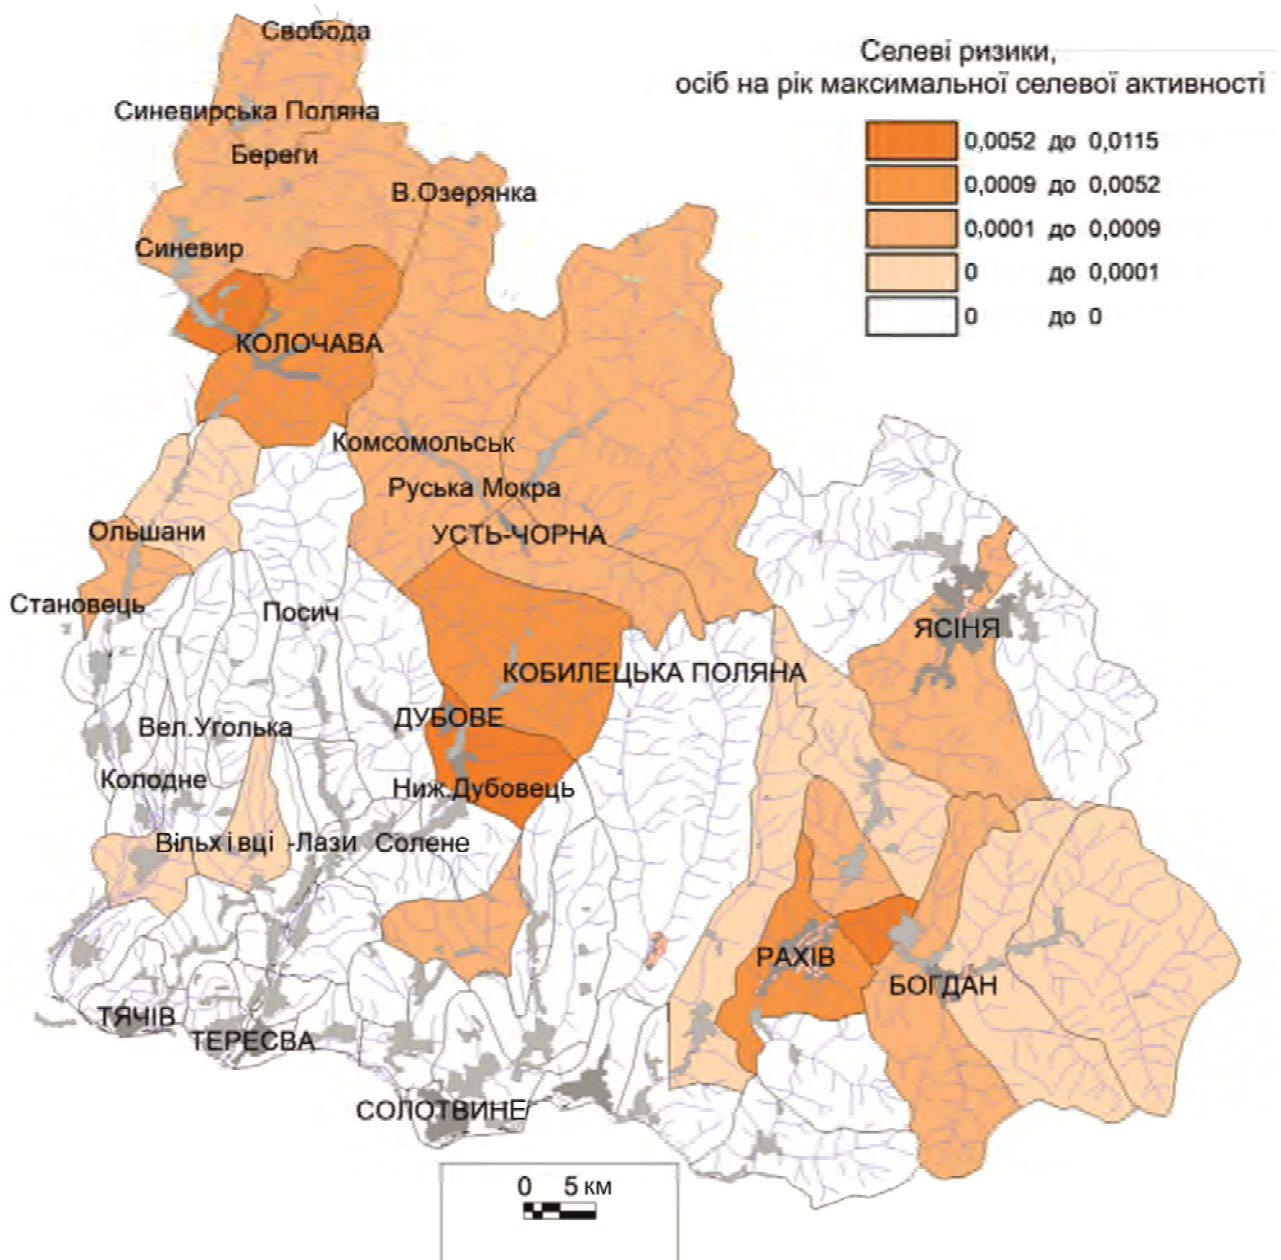 Свобода
Селеві ризики,
осіб на рік максимальної селевої активності
0,0052 до 0,0115
0,0009 до 0,0052
0,0001 до 0,0009
0 до 0,0001
0 до 0
Синевирська Поляна
Береги
В.Озерянка
Синевир
КОЛОЧАВА
Комсомольськ
Руська Мокра
УСТЬ-ЧОРНА
Ольшани
Становець
Посич
ЯСІНЯ
КОБИЛЕЦЬКА ПОЛЯНА
ДУБОВЕ
Вел.Уголька
Колодне
Ниж.Дубовець
Вільхівці -Лази Солене
РАХІВ
БОГДАН
ТЯЧІВ
ТЕРЕСВА
СОЛОТВИНЕ
0 5 км